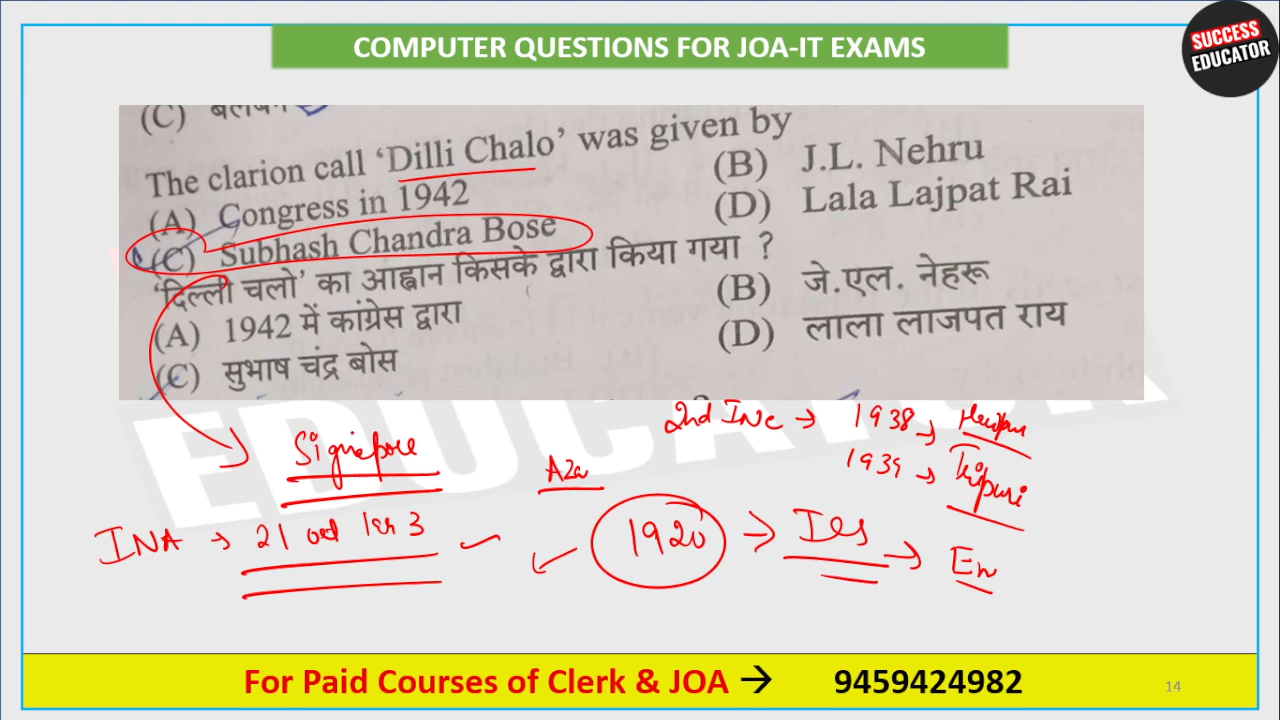 COMPUTER QUESTIONS FOR JOA-IT EXAMS
SUCCESS
EDUCATOR
(C)
The clarion call ‘Dilli Chalo’ was given by
(A) Congress in 1942 (B) J.L. Nehru
(C) Subhash Chandra Bose (D) Lala Lajpat Rai
‘दिल्ली चलो’ का आह्वान किसके द्वारा किया गया ?
(A) 1942 में कांग्रेस द्वारा (B) जे.एल. नेहरू
(C) सुभाष चंद्र बोस (D) लाला लाजपत राय
EDUCATOR
2nd INC → 1938 →
1939 → Tripuri
Aza
INA → 21 oct
1920 → ICS → En
For Paid Courses of Clerk & JOA → 9459424982
14